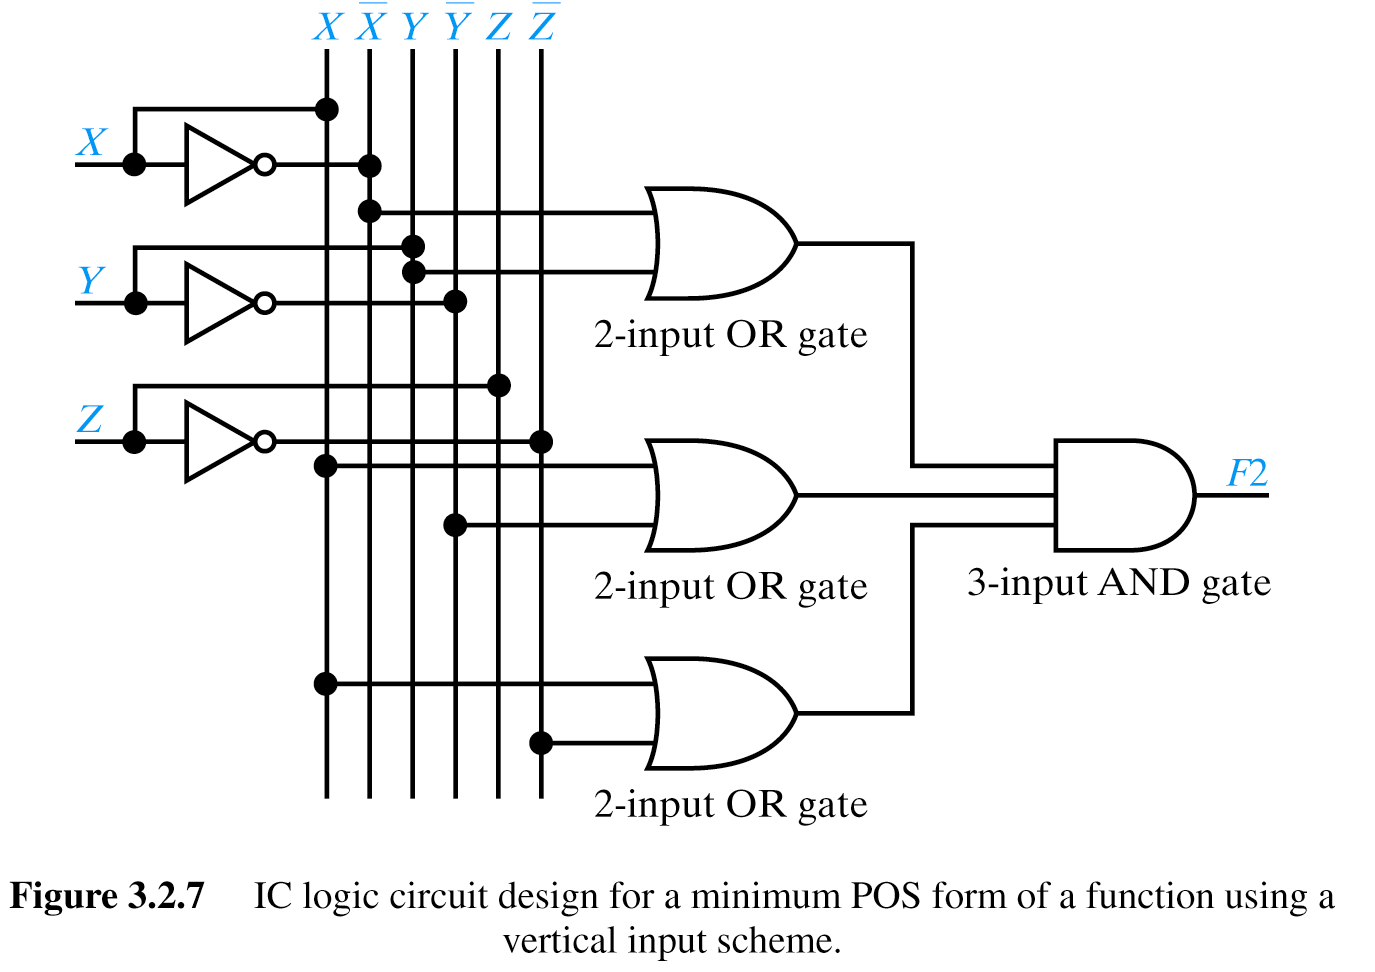 X X̅ Y Y̅ Z Z̅
X
Y
2-input OR gate
Z
F2
2-input OR gate
3-input AND gate
2-input OR gate
Figure 3.2.7 IC logic circuit design for a minimum POS form of a function using a
vertical input scheme.